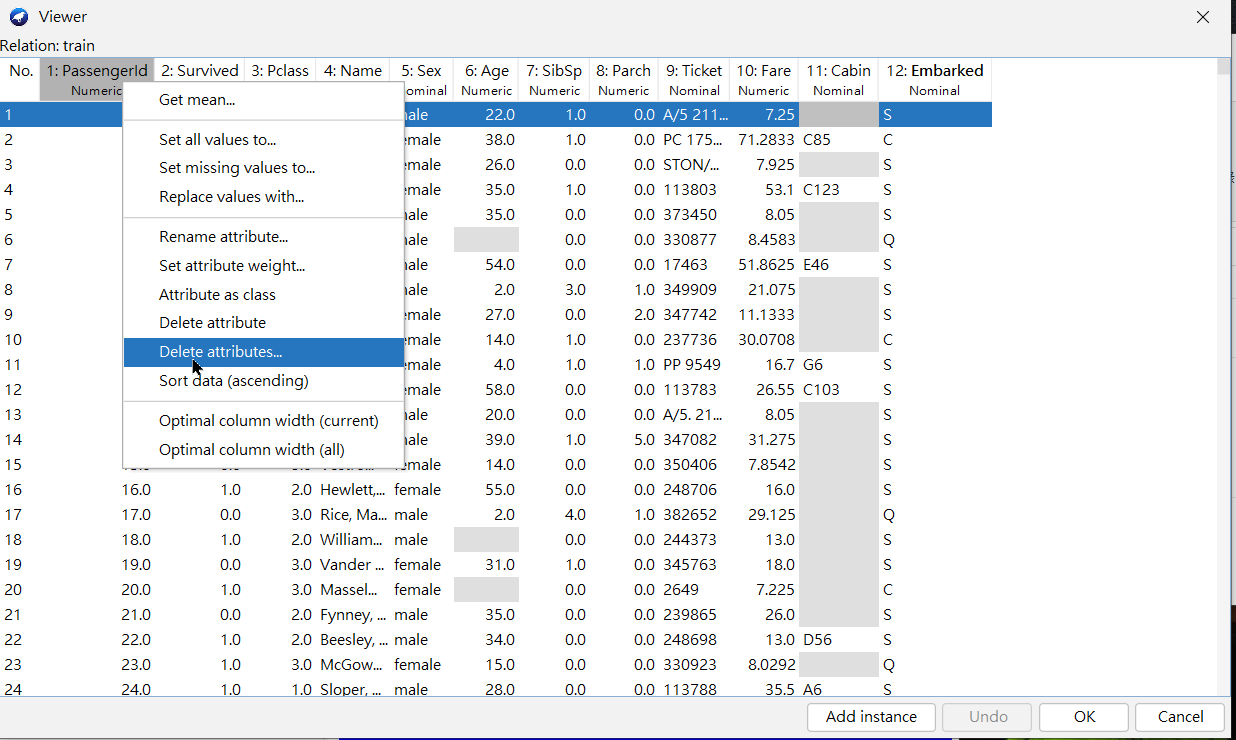 Viewer
Relation: train
No. 1: PassengerId 2: Survived 3: Pclass 4: Name 5: Sex 6: Age 7: SibSp 8: Parch 9: Ticket 10: Fare 11: Cabin 12: Embarked
Numeric ominal Numeric Numeric Numeric Nominal Numeric Nominal Nominal
Get mean...
Set all values to...
Set missing values to...
Replace values with...
Rename attribute...
Set attribute weight...
Attribute as class
Delete attribute
Delete attributes...
Sort data (ascending)
Optimal column width (current)
Optimal column width (all)
1 ale 22.0 1.0 0.0 A/5 211... 7.25 S
2 emale 38.0 1.0 0.0 PC 175... 71.2833 C85 C
3 emale 26.0 0.0 0.0 STON/... 7.925 S
4 emale 35.0 1.0 0.0 113803 53.1 C123 S
5 ale 35.0 0.0 0.0 373450 8.05 S
6 ale 0.0 0.0 330877 8.4583 Q
7 ale 54.0 0.0 0.0 17463 51.8625 E46 S
8 ale 2.0 3.0 1.0 349909 21.075 S
9 emale 27.0 0.0 2.0 347742 11.1333 S
10 emale 14.0 1.0 0.0 237736 30.0708 C
11 emale 4.0 1.0 1.0 PP 9549 16.7 G6 S
12 emale 58.0 0.0 0.0 113783 26.55 C103 S
13 ale 20.0 0.0 0.0 A/5. 21... 8.05 S
14 ale 39.0 1.0 5.0 347082 31.275 S
15 emale 14.0 0.0 0.0 350406 7.8542 S
16 16.0 1.0 2.0 Hewlett,... female 55.0 0.0 0.0 248706 16.0 S
17 17.0 0.0 3.0 Rice, Ma... male 2.0 4.0 1.0 382652 29.125 Q
18 18.0 1.0 2.0 William... male 0.0 0.0 244373 13.0 S
19 19.0 0.0 3.0 Vander ... female 31.0 1.0 0.0 345763 18.0 S
20 20.0 1.0 3.0 Massel... female 0.0 0.0 2649 7.225 C
21 21.0 0.0 2.0 Fynney, ... male 35.0 0.0 0.0 239865 26.0 S
22 22.0 1.0 2.0 Beesley, ... male 34.0 0.0 0.0 248698 13.0 D56 S
23 23.0 1.0 3.0 McGow... female 15.0 0.0 0.0 330923 8.0292 Q
24 24.0 1.0 1.0 Sloper, ... male 28.0 0.0 0.0 113788 35.5 A6 S
Add instance Undo OK Cancel